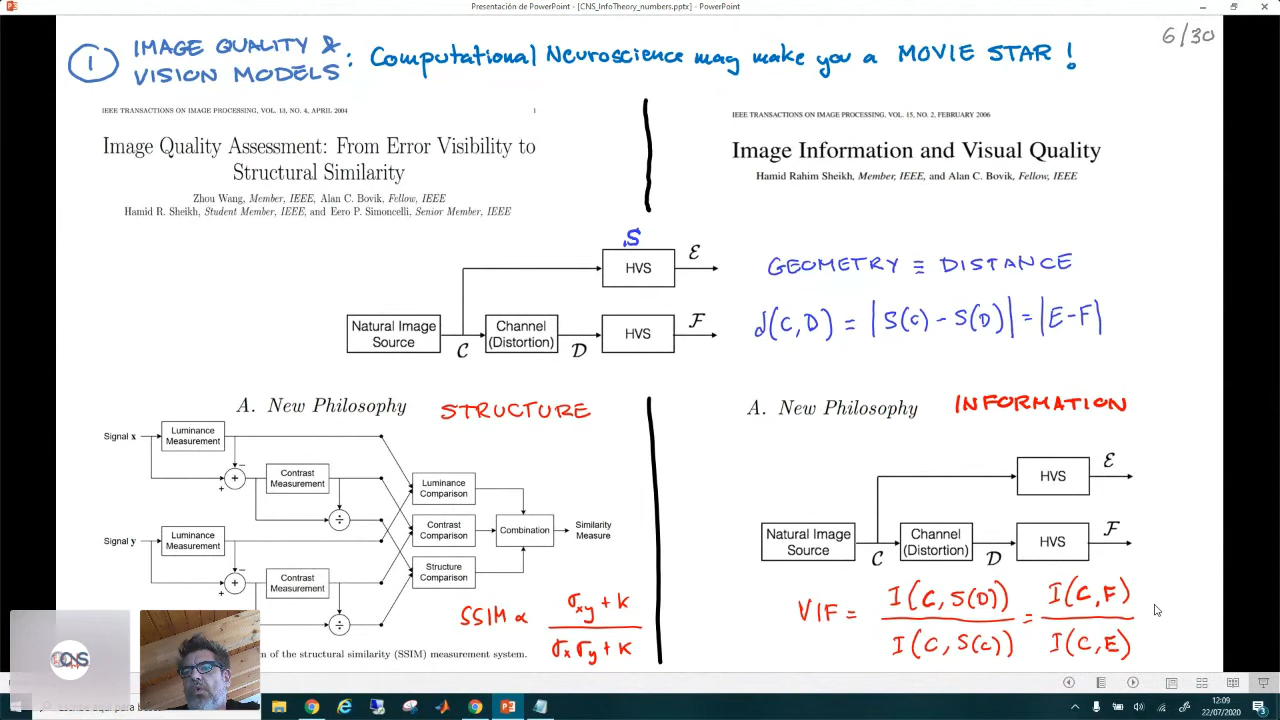 Presentación de PowerPoint - [CNS_InfoTheory_numbers.pptx] - PowerPoint
6/30
1 IMAGE QUALITY & VISION MODELS : Computational Neuroscience may make you a MOVIE STAR !
IEEE TRANSACTIONS ON IMAGE PROCESSING, VOL. 13, NO. 4, APRIL 2004 1
Image Quality Assessment: From Error Visibility to
Structural Similarity
Zhou Wang, Member, IEEE, Alan C. Bovik, Fellow, IEEE
Hamid R. Sheikh, Student Member, IEEE, and Eero P. Simoncelli, Senior Member, IEEE
IEEE TRANSACTIONS ON IMAGE PROCESSING, VOL. 15, NO. 2, FEBRUARY 2006
Image Information and Visual Quality
Hamid Rahim Sheikh, Member, IEEE, and Alan C. Bovik, Fellow, IEEE
S
HVS
E
Natural Image
Source
C
Channel
(Distortion)
D
HVS
F
GEOMETRY ≡ DISTANCE
d(C,D) = |S(C) - S(D)| = |E-F|
A. New Philosophy STRUCTURE
Signal x
Luminance
Measurement
−
+
+
Contrast
Measurement
÷
Signal y
Luminance
Measurement
−
+
+
Contrast
Measurement
÷
Luminance
Comparison
Contrast
Comparison
Structure
Comparison
Combination
Similarity
Measure
SSIM ∝ σxy + K / σx σy + K
m of the structural similarity (SSIM) measurement system.
A. New Philosophy INFORMATION
HVS
E
Natural Image
Source
C
Channel
(Distortion)
D
HVS
F
VIF = I(C, S(D)) / I(C, S(C)) = I(C,F) / I(C,E)
CNS
12:09
22/07/2020
3